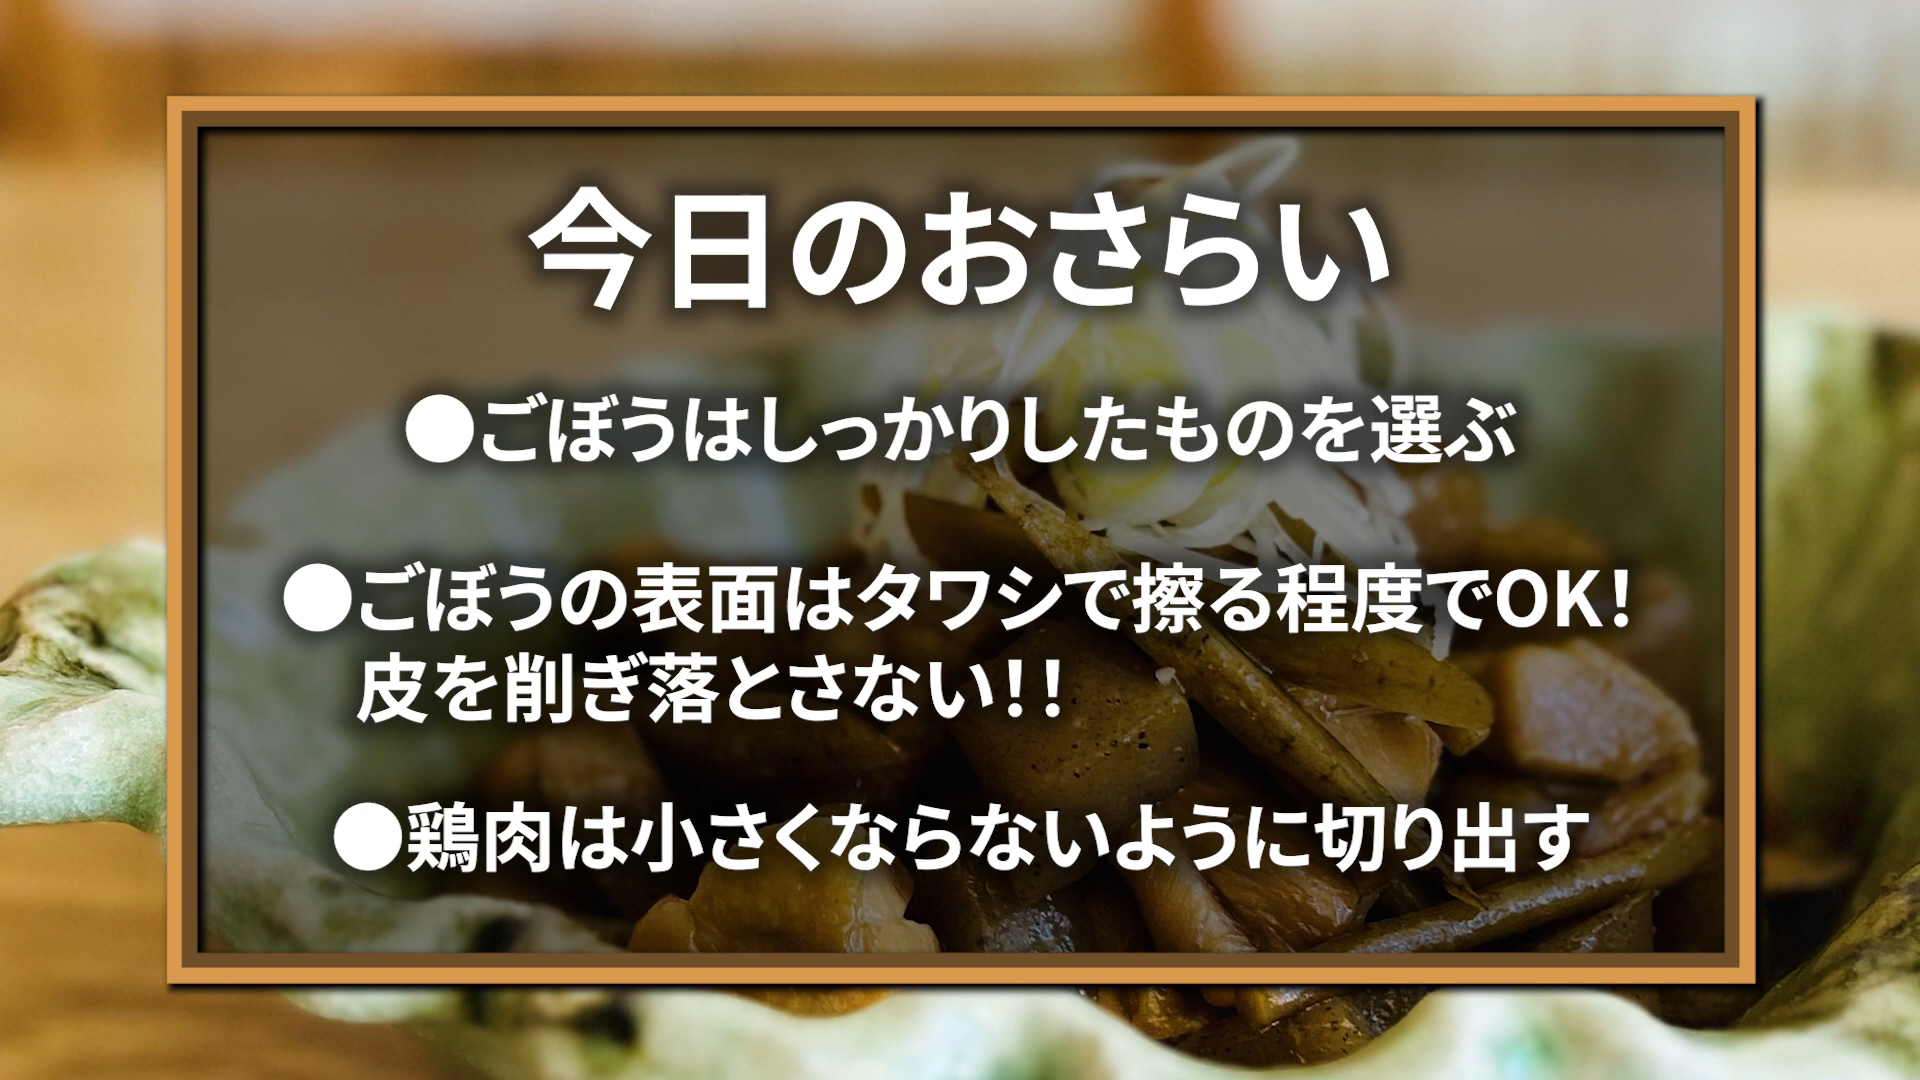 今日のおさらい
●ごぼうはしっかりしたものを選ぶ
●ごぼうの表面はタワシで擦る程度でOK!
皮を削ぎ落とさない!!
●鶏肉は小さくならないように切り出す